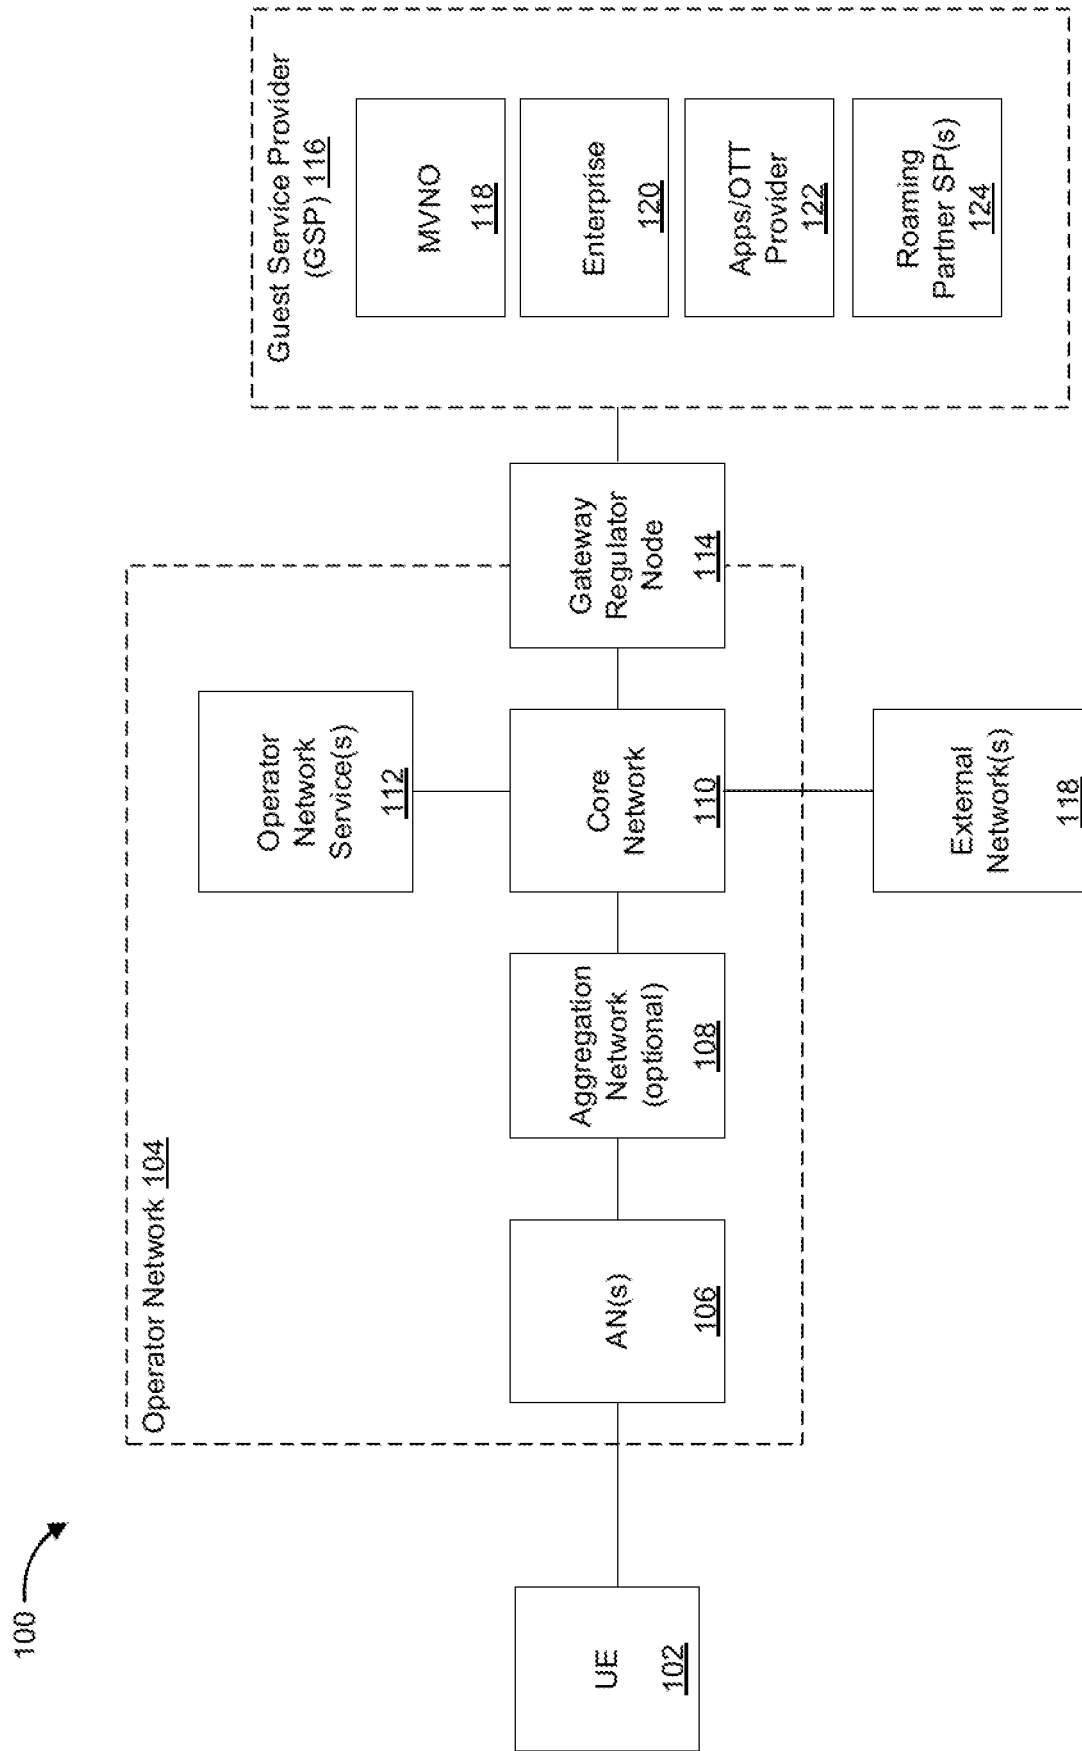 100
UE
102
Operator Network 104
AN(s)
106
Aggregation
Network
(optional)
108
Operator
Network
Service(s)
112
Core
Network
110
External
Network(s)
118
Gateway
Regulator
Node
114
Guest Service Provider
(GSP) 116
MVNO
118
Enterprise
120
Apps/OTT
Provider
122
Roaming
Partner SP(s)
124